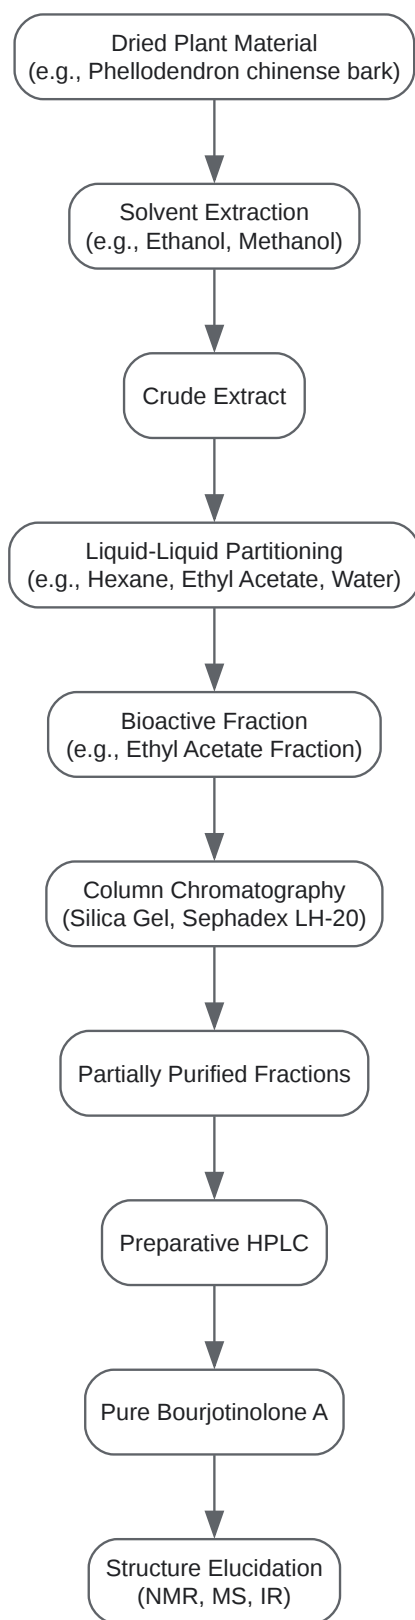 Dried Plant Material
(e.g., Phellodendron chinense bark)
Solvent Extraction
(e.g., Ethanol, Methanol)
Crude Extract
Liquid-Liquid Partitioning
(e.g., Hexane, Ethyl Acetate, Water)
Bioactive Fraction
(e.g., Ethyl Acetate Fraction)
Column Chromatography
(Silica Gel, Sephadex LH-20)
Partially Purified Fractions
Preparative HPLC
Pure Bourjotinolone A
Structure Elucidation
(NMR, MS, IR)